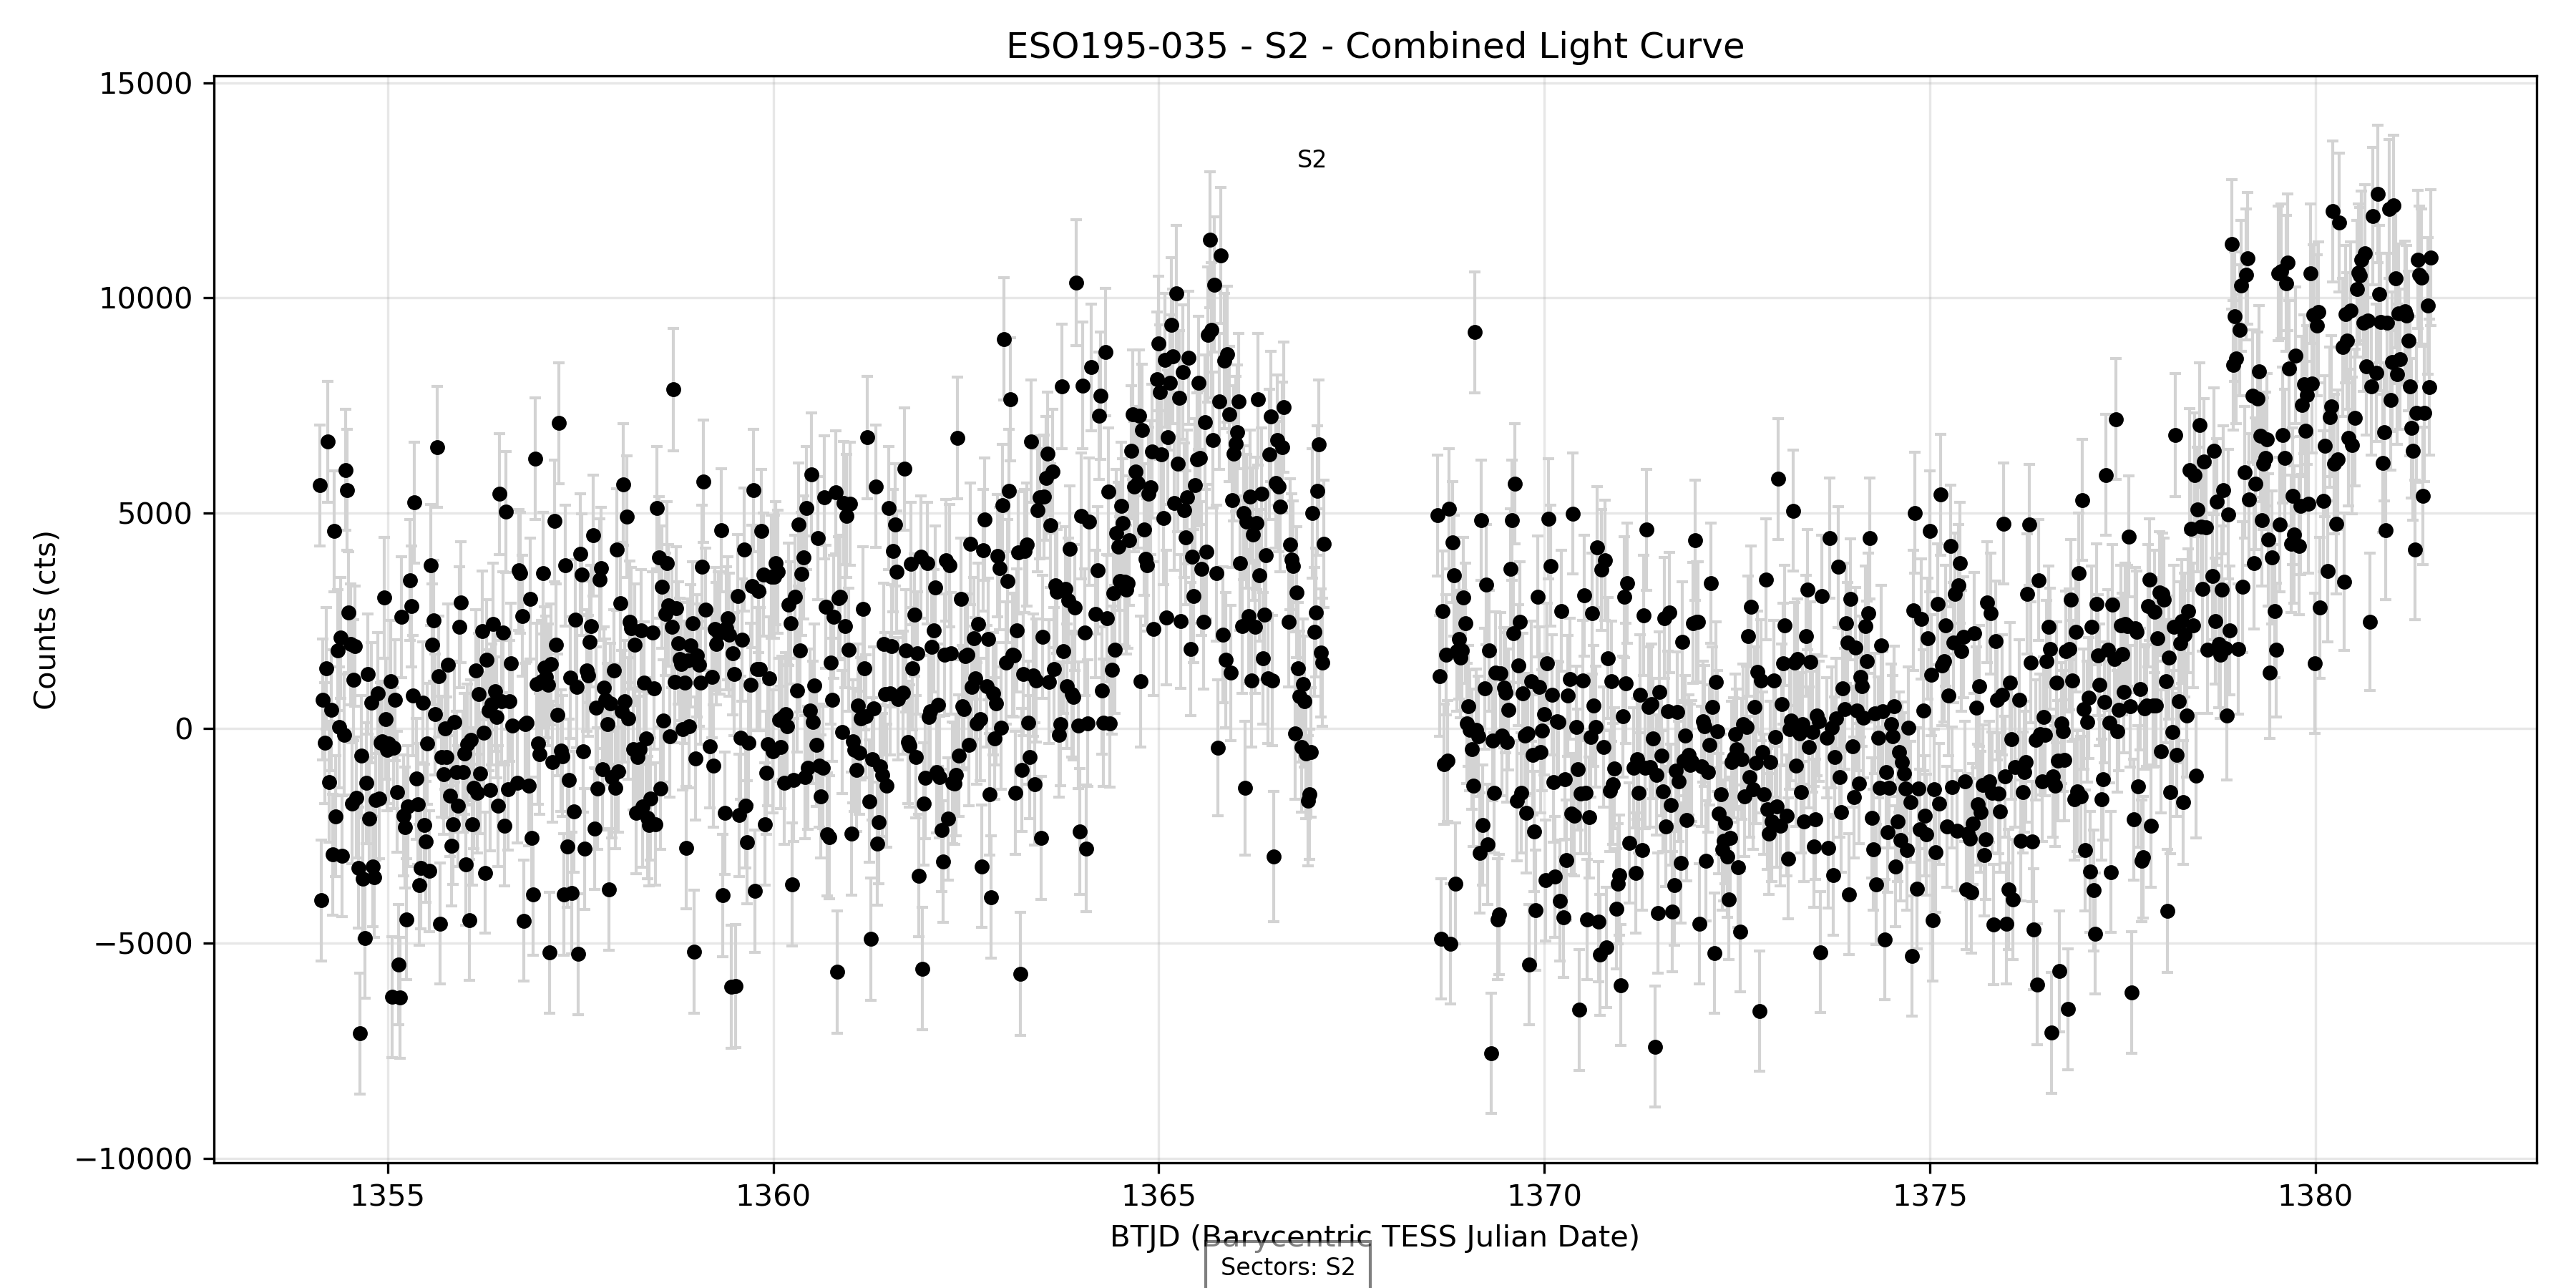 ESO195-035 - S2 - Combined Light Curve
15000
10000
5000
0
−5000
−10000
Counts (cts)
S2
1355
1360
1365
1370
1375
1380
BTJD (Barycentric TESS Julian Date)
Sectors: S2